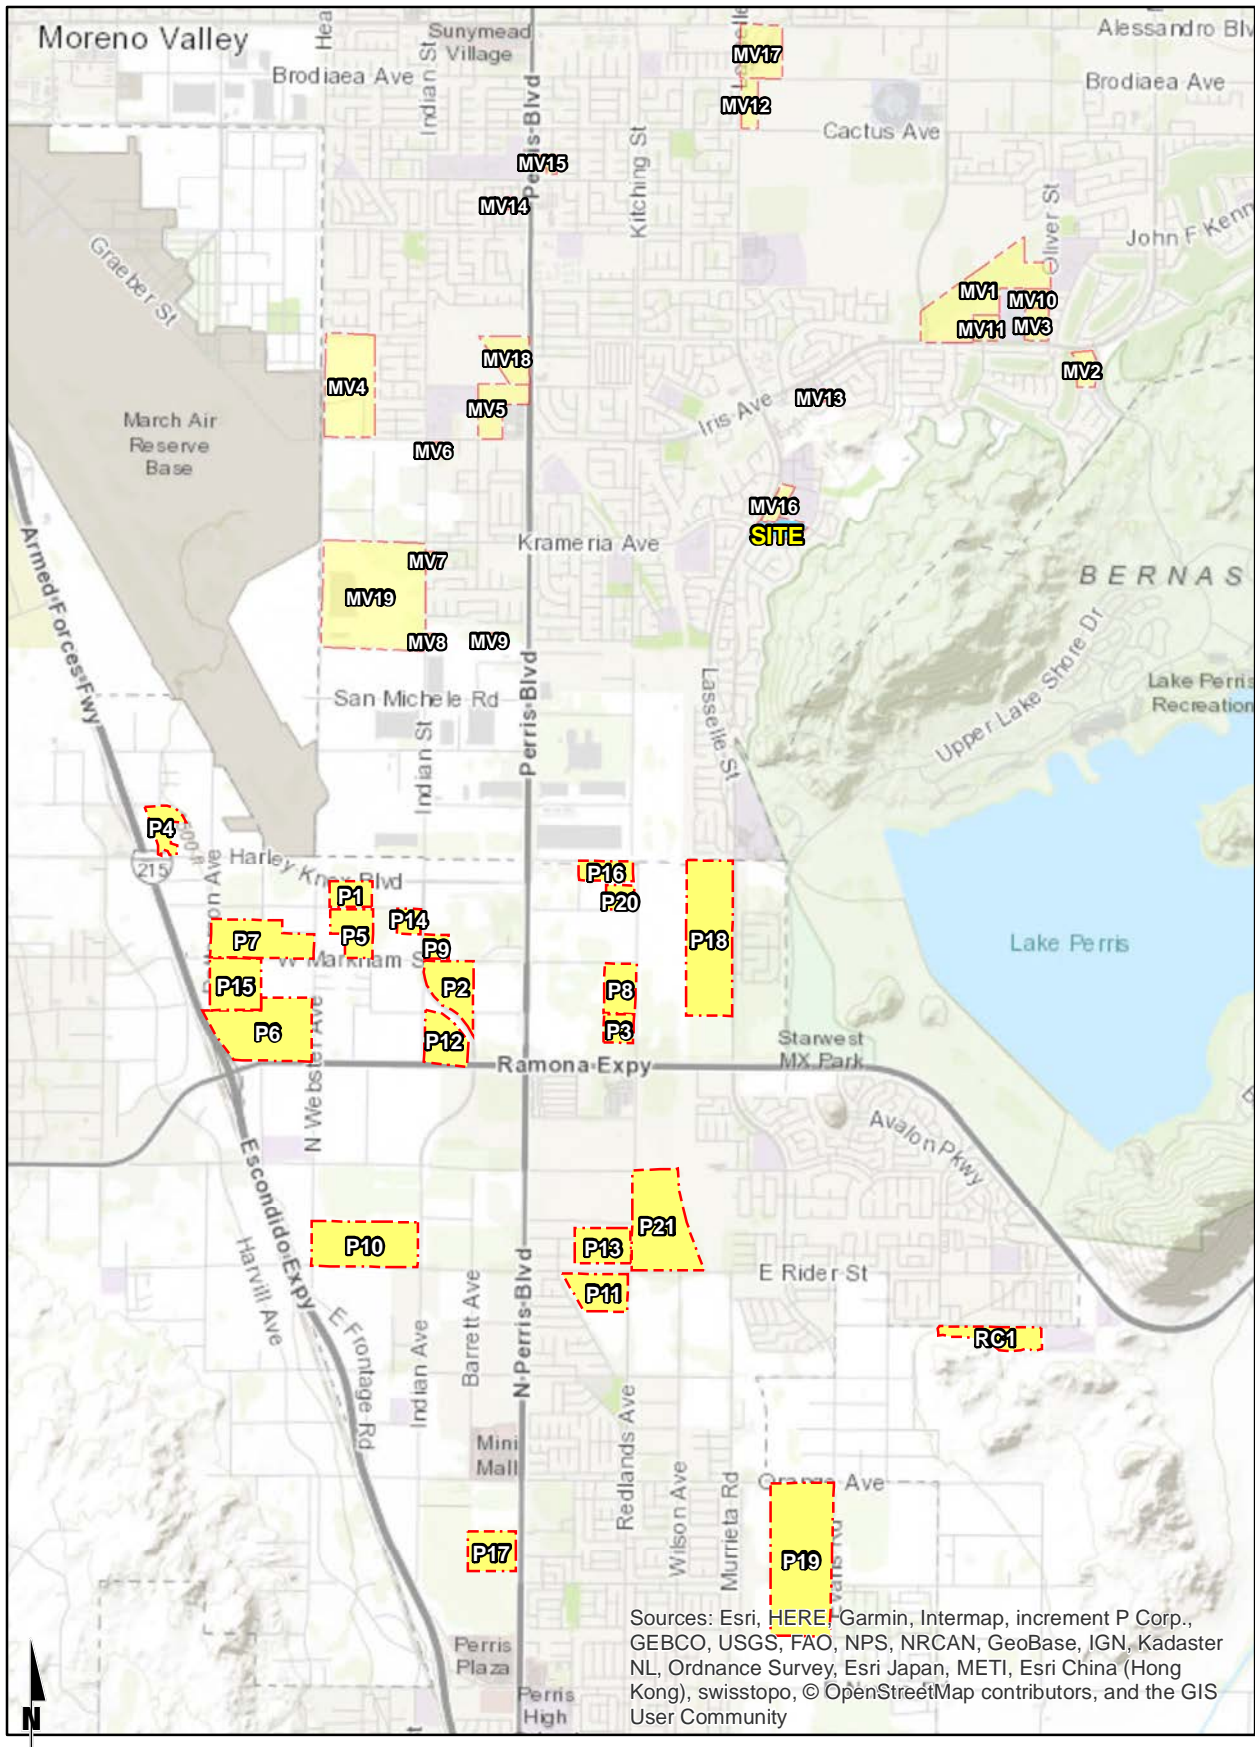 Moreno Valley
Hea
Sunymead
Village
Alessandro Blv
Brodiaea Ave
Indian St
MV17
Brodiaea Ave
MV12
Perris Blvd
Cactus Ave
MV15
Kitching St
MV14
Oliver St
John F Kenn
Graeber St
MV1
MV10
MV11
MV3
MV18
MV4
MV2
MV13
MV5
Iris Ave
March Air
Reserve
Base
MV6
MV16
SITE
Krameria Ave
MV7
BERNAS
MV19
Armed Forces Fwy
MV8
MV9
Upper Lake Shore Dr
San Michele Rd
Perris Blvd
Lasselle St
Lake Perris
Recreation
Indian St
P4
215
Harley Knox Blvd
P16
P1
P20
P14
P7
P5
P9
P18
Lake Perris
W Markham S
P15
P2
P8
P6
P12
P3
N Webster Ave
Starwest
MX Park
Ramona Expy
Avalon Pkwy
Escondido Expy
P21
P10
P13
Harvill Ave
E Rider St
P11
N Perris Blvd
Barrett Ave
E Frontage Rd
Indian Ave
RC1
Redlands Ave
Mini
Mall
Wilson Ave
Murrieta Rd
Orange Ave
P17
P19
Evans Rd
Sources: Esri, HERE, Garmin, Intermap, increment P Corp.,
GEBCO, USGS, FAO, NPS, NRCAN, GeoBase, IGN, Kadaster
NL, Ordnance Survey, Esri Japan, METI, Esri China (Hong
Kong), swisstopo, © OpenStreetMap contributors, and the GIS
User Community
Perris
Plaza
Perris
High
N